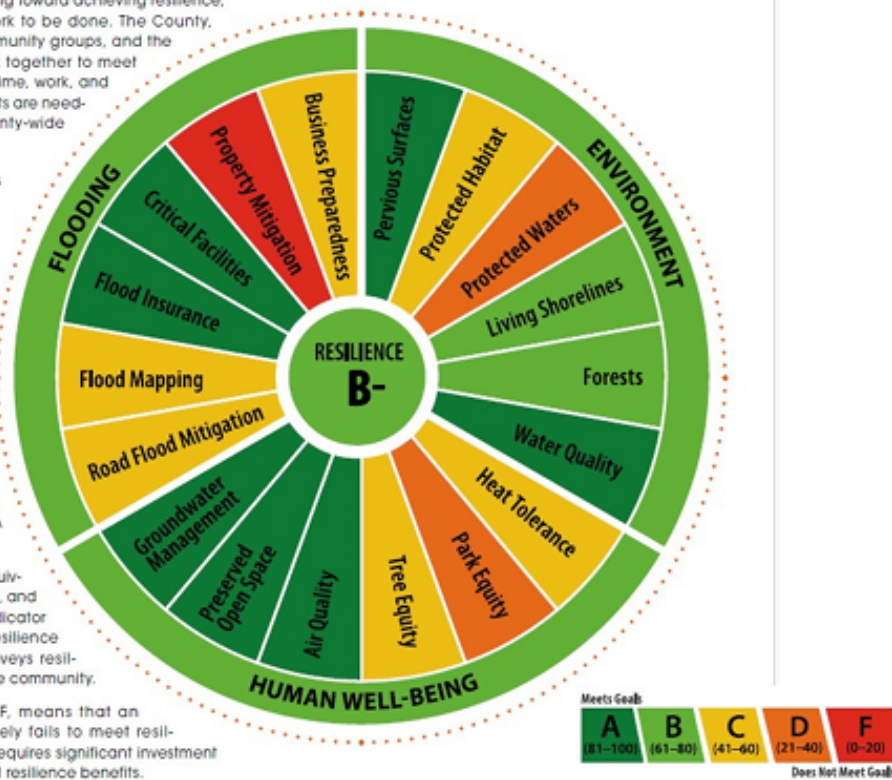 ng toward achieving resilience,
rk to be done. The County,
munity groups, and the
together to meet
ime, work, and
ts are need-
nty-wide
FLOODING
ENVIRONMENT
HUMAN WELL-BEING
RESILIENCE
B-
Business Preparedness
Property Mitigation
Critical Facilities
Flood Insurance
Flood Mapping
Road Flood Mitigation
Pervious Surfaces
Protected Habitat
Protected Waters
Living Shorelines
Forests
Water Quality
Heat Tolerance
Park Equity
Tree Equity
Air Quality
Preserved
Open Space
Groundwater
Management
uiv-
, and
dicator
silience
veys resil-
e community.
F, means that an
ely fails to meet resil-
equires significant investment
l resilience benefits.
Meets Goals
A B C D F
(81–100) (61–80) (41–60) (21–40) (0–20)
Does Not Meet Goal